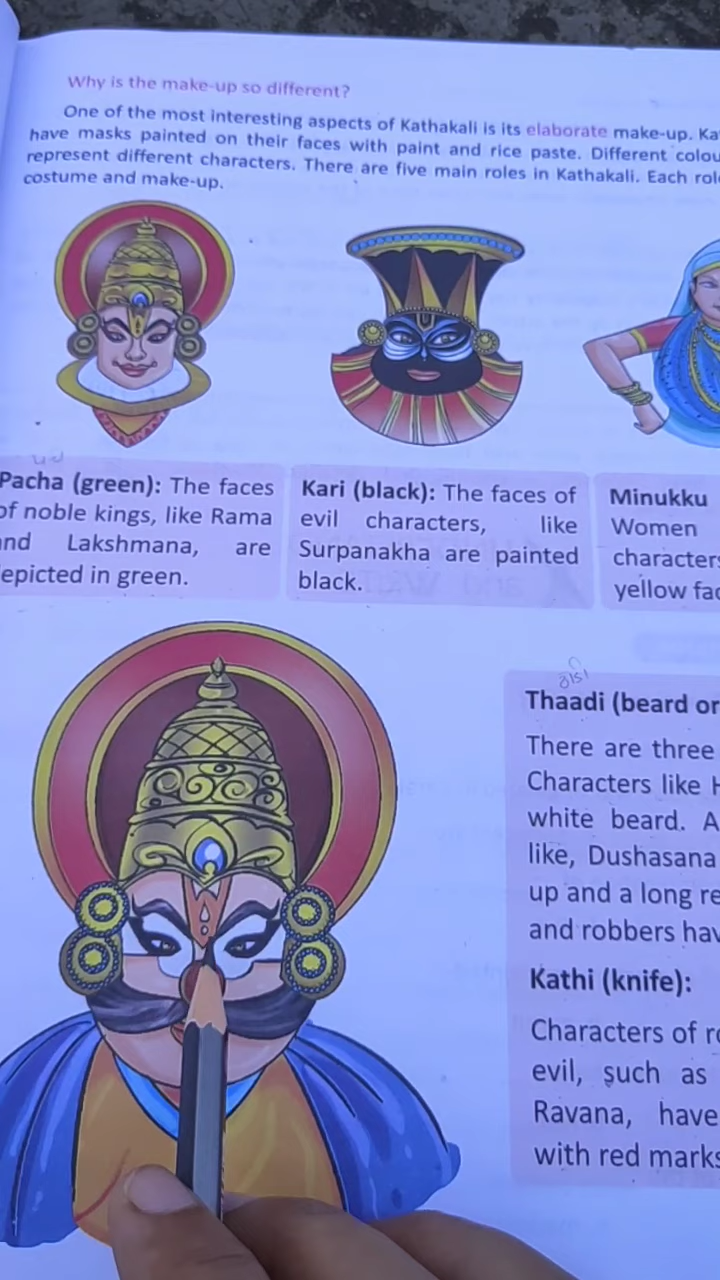 Why is the make-up so different?
One of the most interesting aspects of Kathakali is its elaborate make-up. Ka
have masks painted on their faces with paint and rice paste. Different colou
represent different characters. There are five main roles in Kathakali. Each rol
costume and make-up.
Pacha (green): The faces
of noble kings, like Rama
and Lakshmana, are
epicted in green.
Kari (black): The faces of
evil characters, like
Surpanakha are painted
black.
Minukku
Women
characters
yellow fac
Thaadi (beard or
There are three
Characters like H
white beard. A
like, Dushasana
up and a long re
and robbers hav
Kathi (knife):
Characters of ro
evil, such as
Ravana, have
with red marks